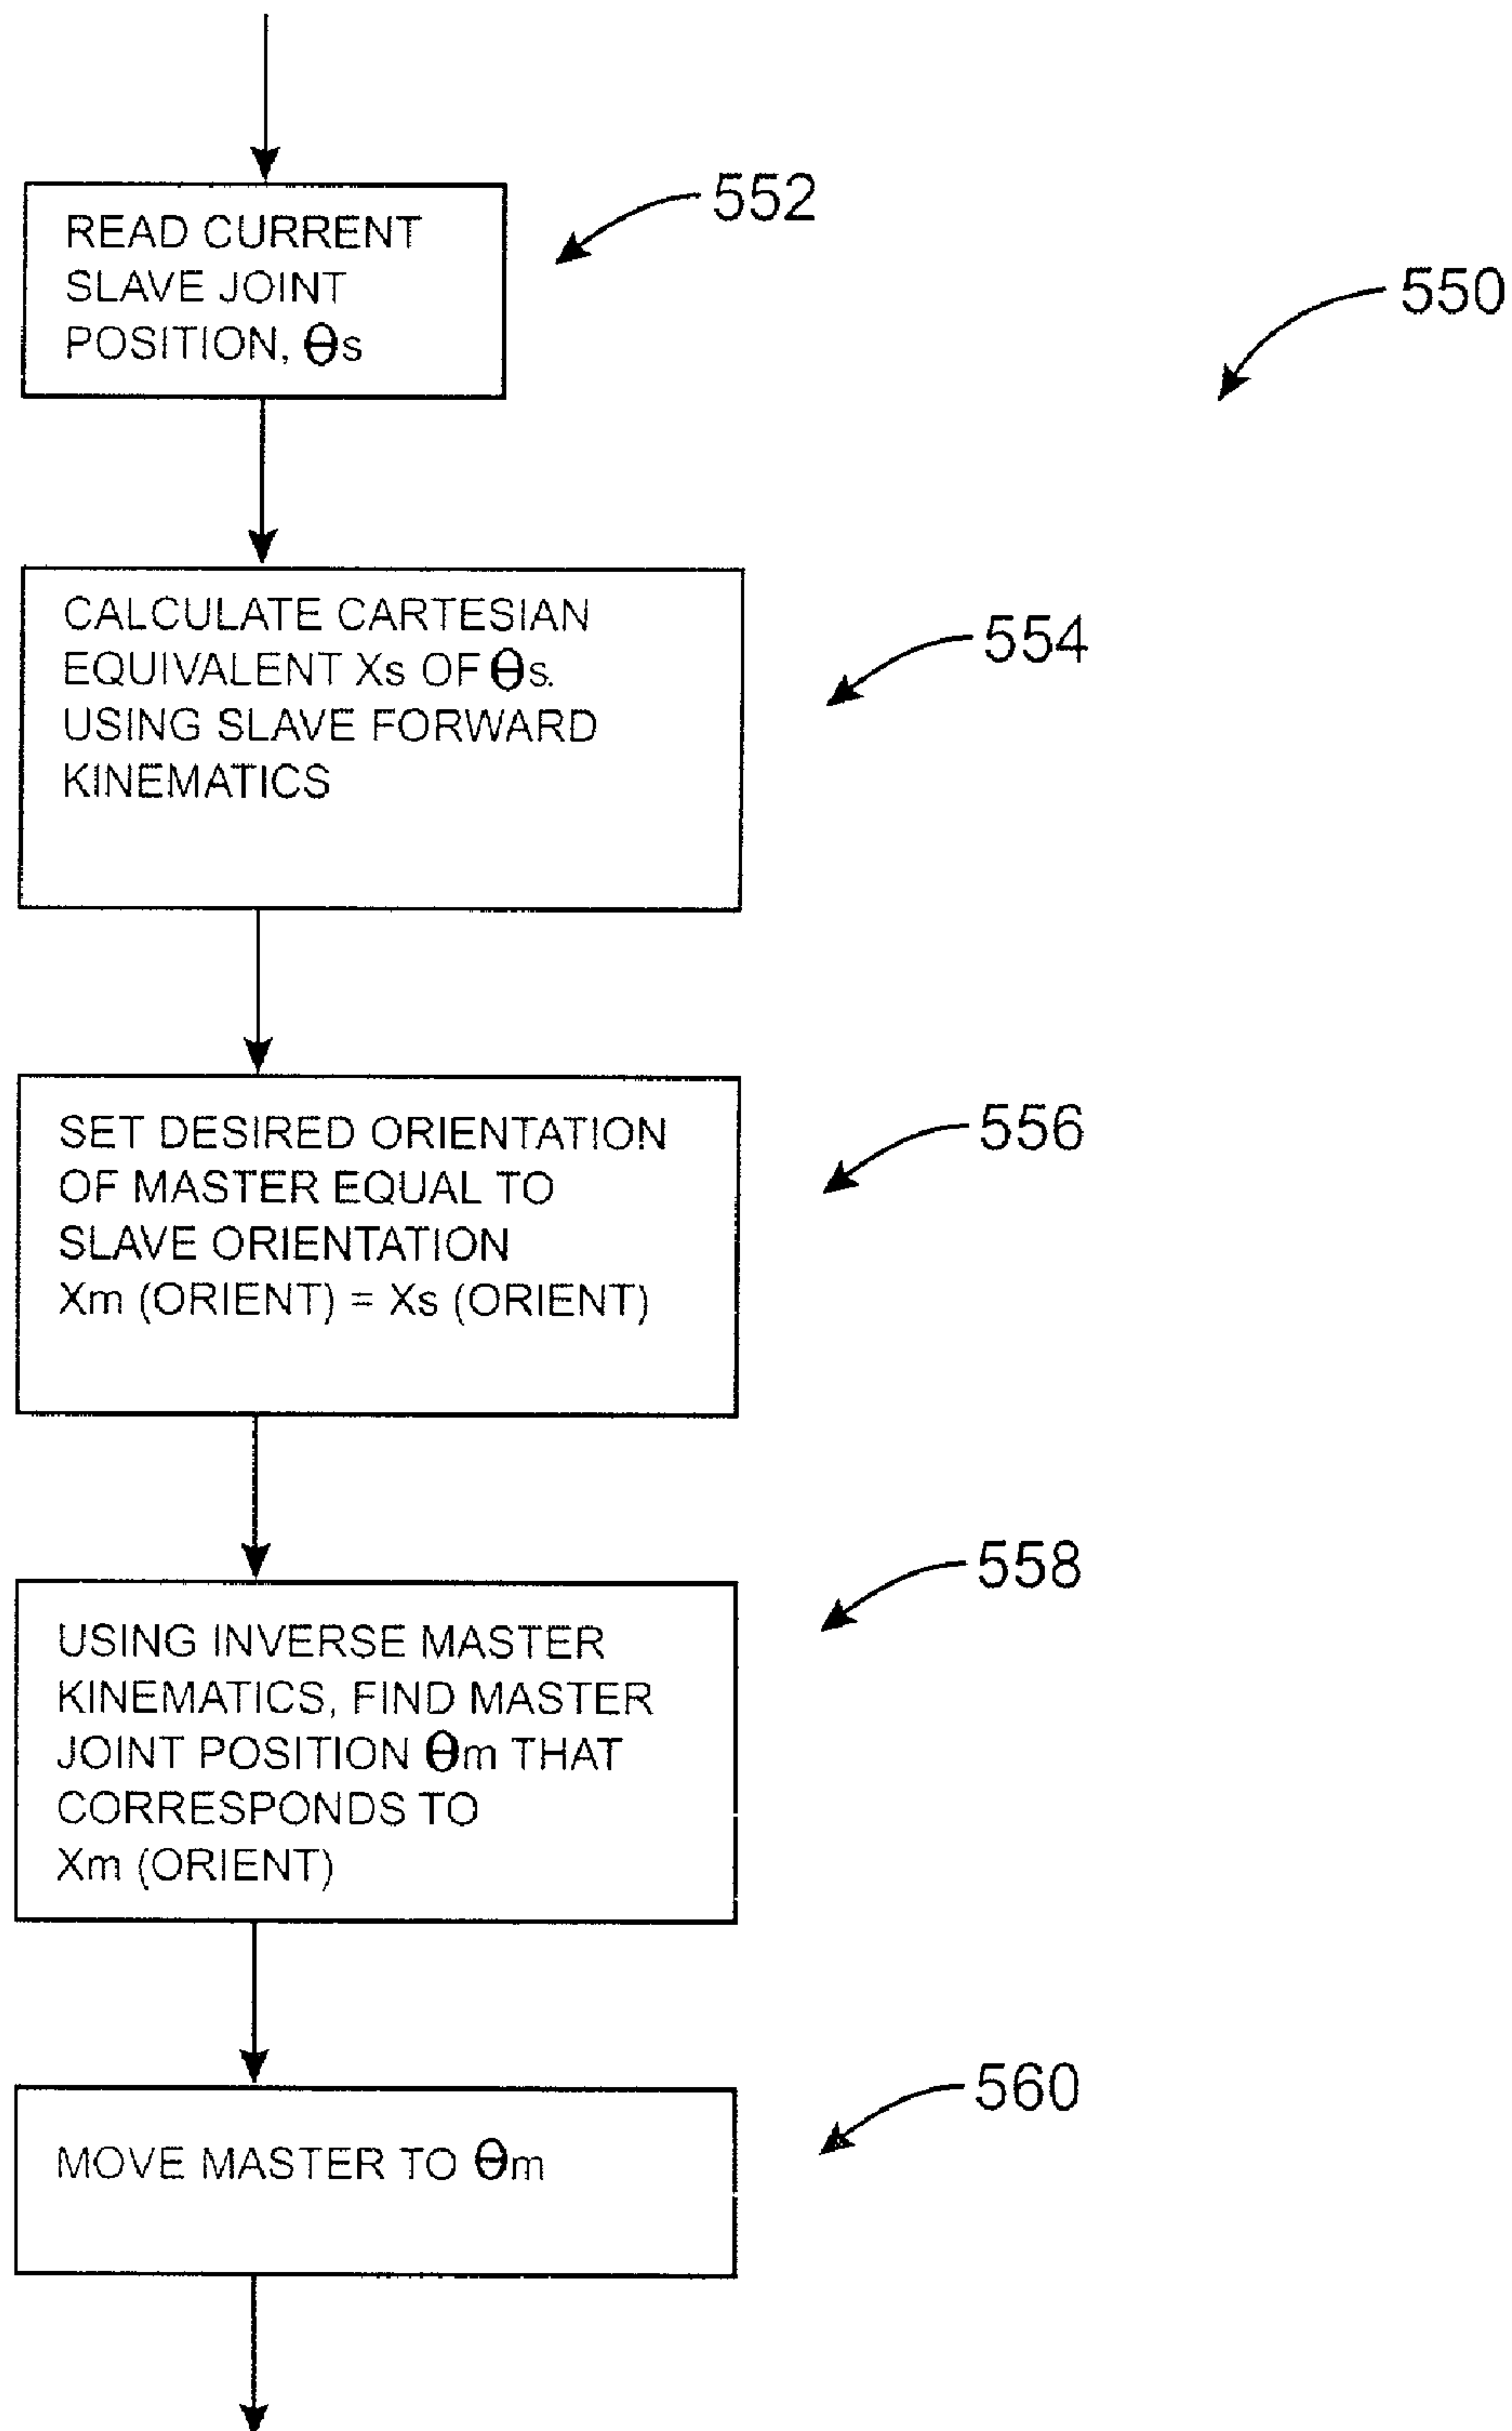 READ CURRENT
SLAVE JOINT
POSITION, Θs
552
550
CALCULATE CARTESIAN
EQUIVALENT Xs OF Θs.
USING SLAVE FORWARD
KINEMATICS
554
SET DESIRED ORIENTATION
OF MASTER EQUAL TO
SLAVE ORIENTATION
Xm (ORIENT) = Xs (ORIENT)
556
USING INVERSE MASTER
KINEMATICS, FIND MASTER
JOINT POSITION Θm THAT
CORRESPONDS TO
Xm (ORIENT)
558
MOVE MASTER TO Θm
560